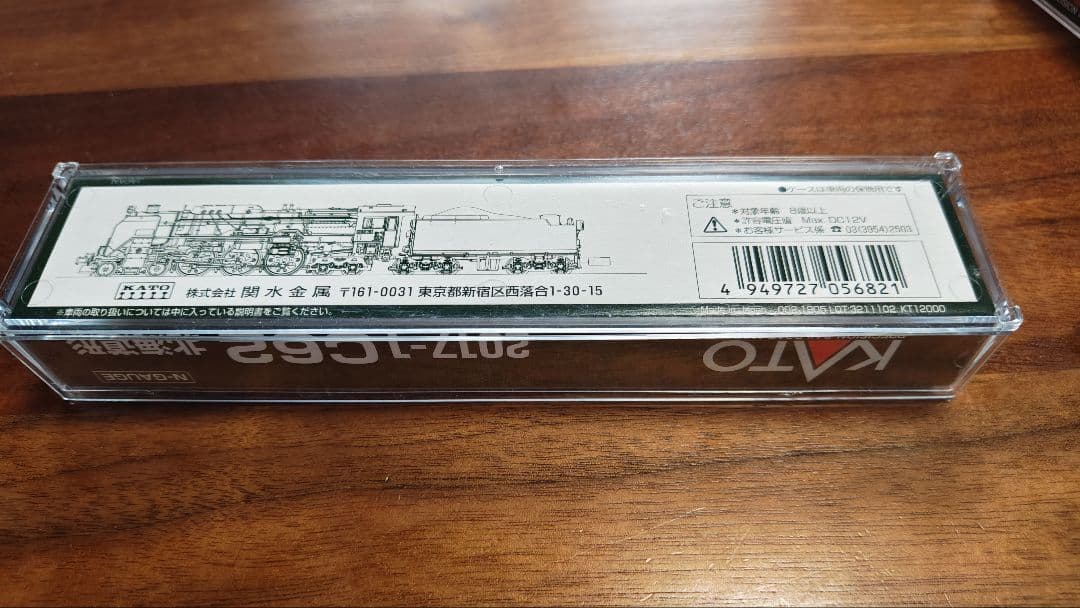 ●ケースは車両の保護用です
ご注意
*対象年齢 8歳以上
*許容電圧値 Max. DC12V
*お客様サービス係 ☎ 03(3954)2503
4 949727 056821
KATO
株式会社 関水金属 〒161-0031 東京都新宿区西落合1-30-15
※車両の取り扱いについては中に入っている説明書をご覧ください。
KT12000
2017-1 C62 北海道形
N-GAUGE
KATO